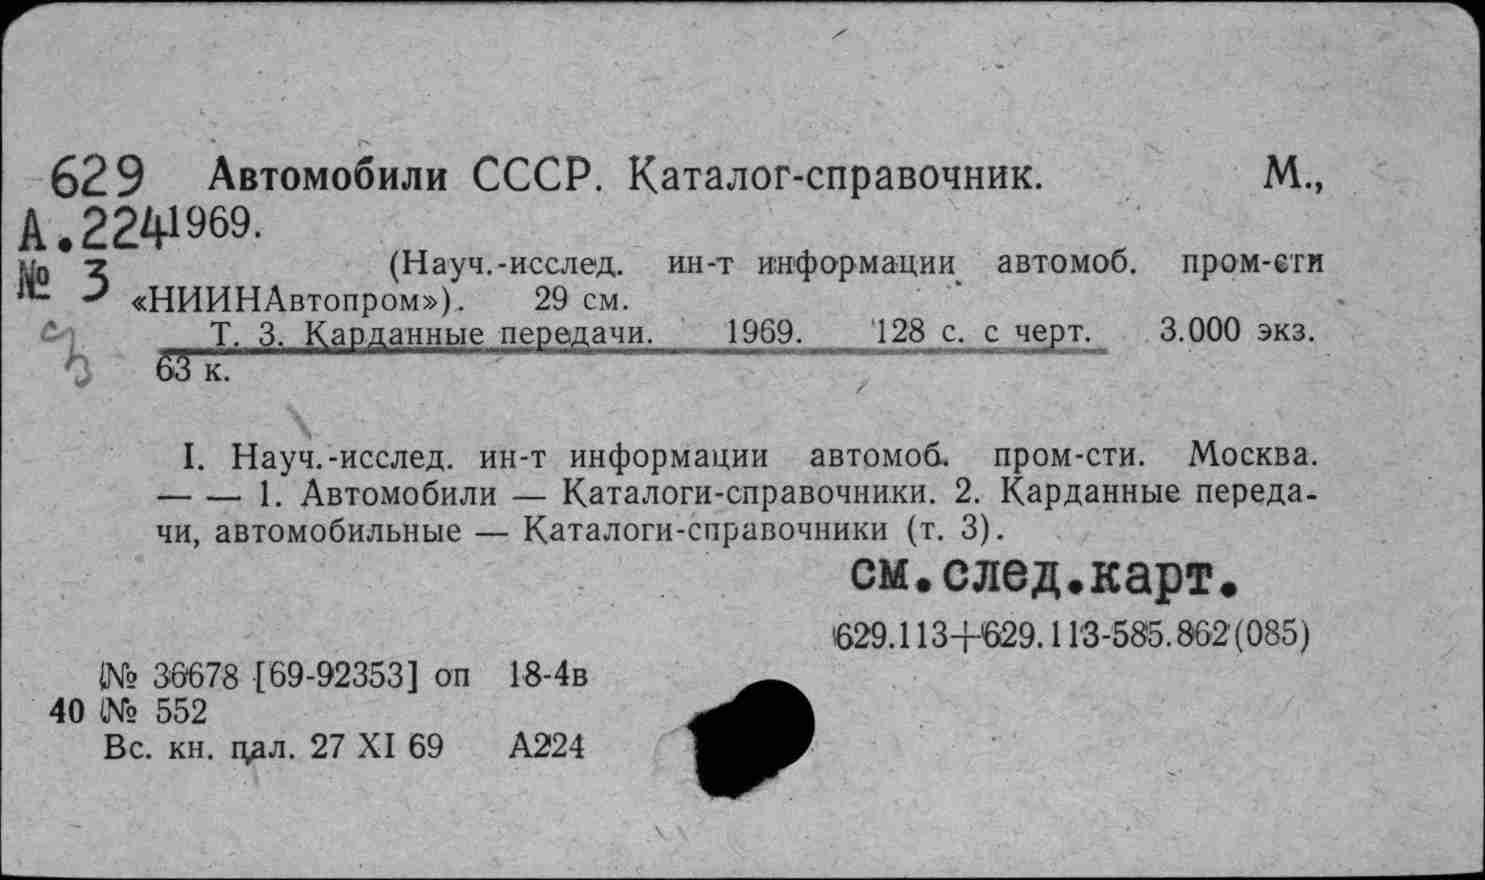 629 Автомобили СССР. Каталог-справочник. М.,
А.224 1969.
№ 3 (Науч.-исслед. ин-т информации автомоб. пром-сти
«НИИНАвтопром»). 29 см.
Т. 3. Карданные передачи. 1969. 128 с. с черт. 3.000 экз.
63 к.
I. Науч.-исслед. ин-т информации автомоб. пром-сти. Москва.
— — 1. Автомобили — Каталоги-справочники. 2. Карданные переда-
чи, автомобильные — Каталоги-справочники (т. 3).
см.след.карт.
629.113+629.113-585.862(085)
№ 36678 [69-92353] оп 18-4в
40 № 552
Вс. кн. пал. 27 XI 69 А224